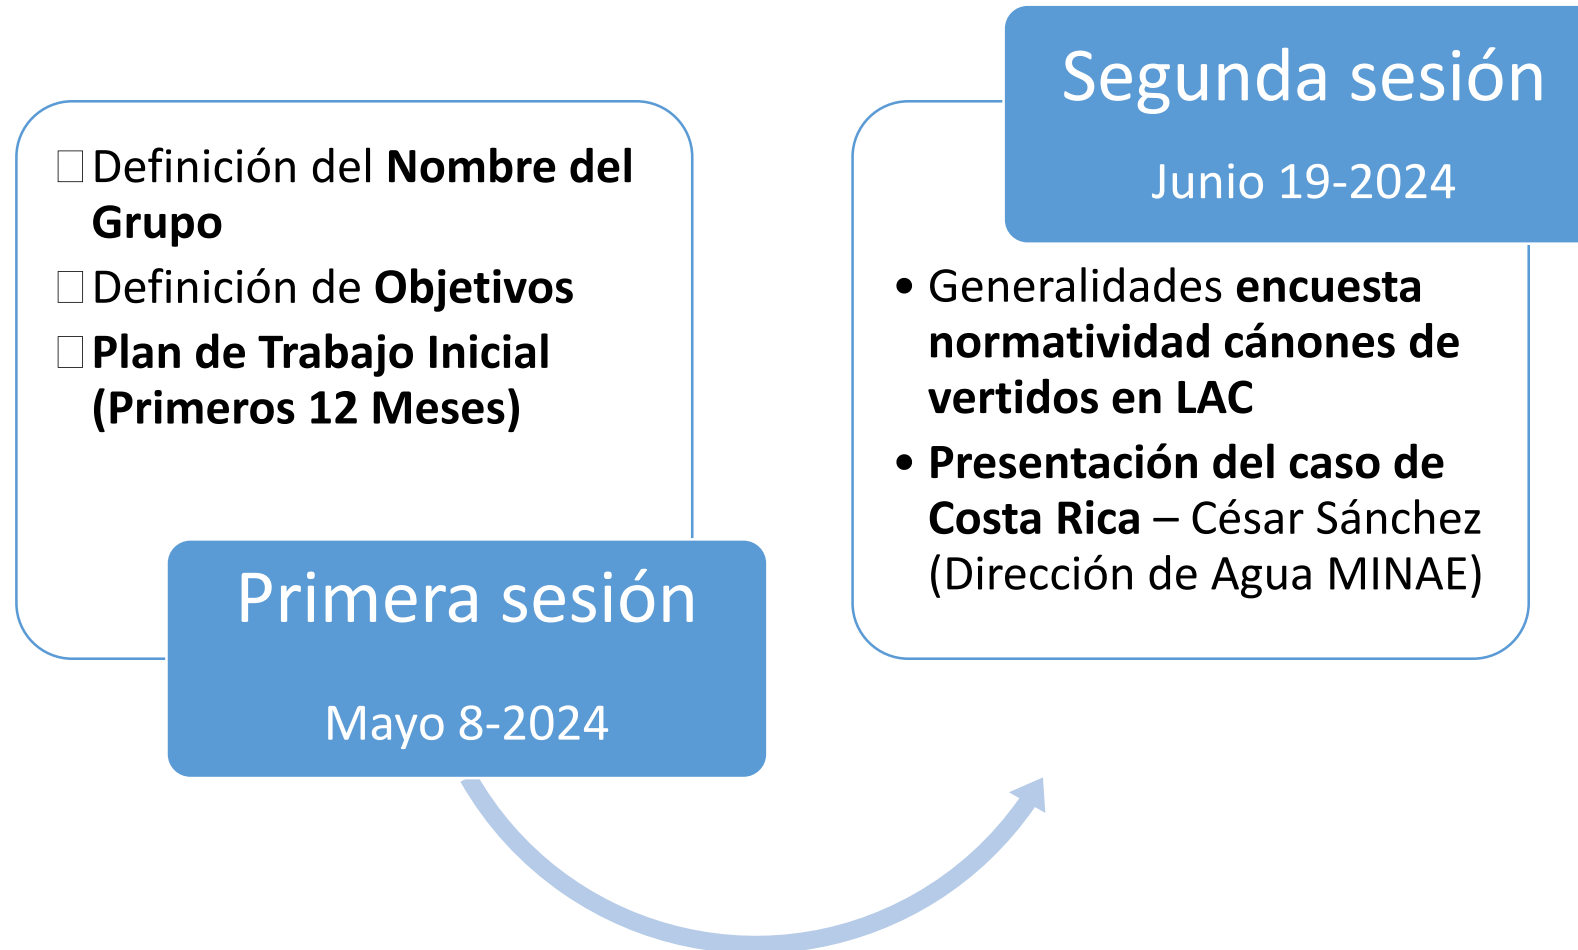 □ Definición del Nombre del
Grupo
□ Definición de Objetivos
□ Plan de Trabajo Inicial
(Primeros 12 Meses)
Primera sesión
Mayo 8-2024
Segunda sesión
Junio 19-2024
• Generalidades encuesta
normatividad cánones de
vertidos en LAC
• Presentación del caso de
Costa Rica – César Sánchez
(Dirección de Agua MINAE)